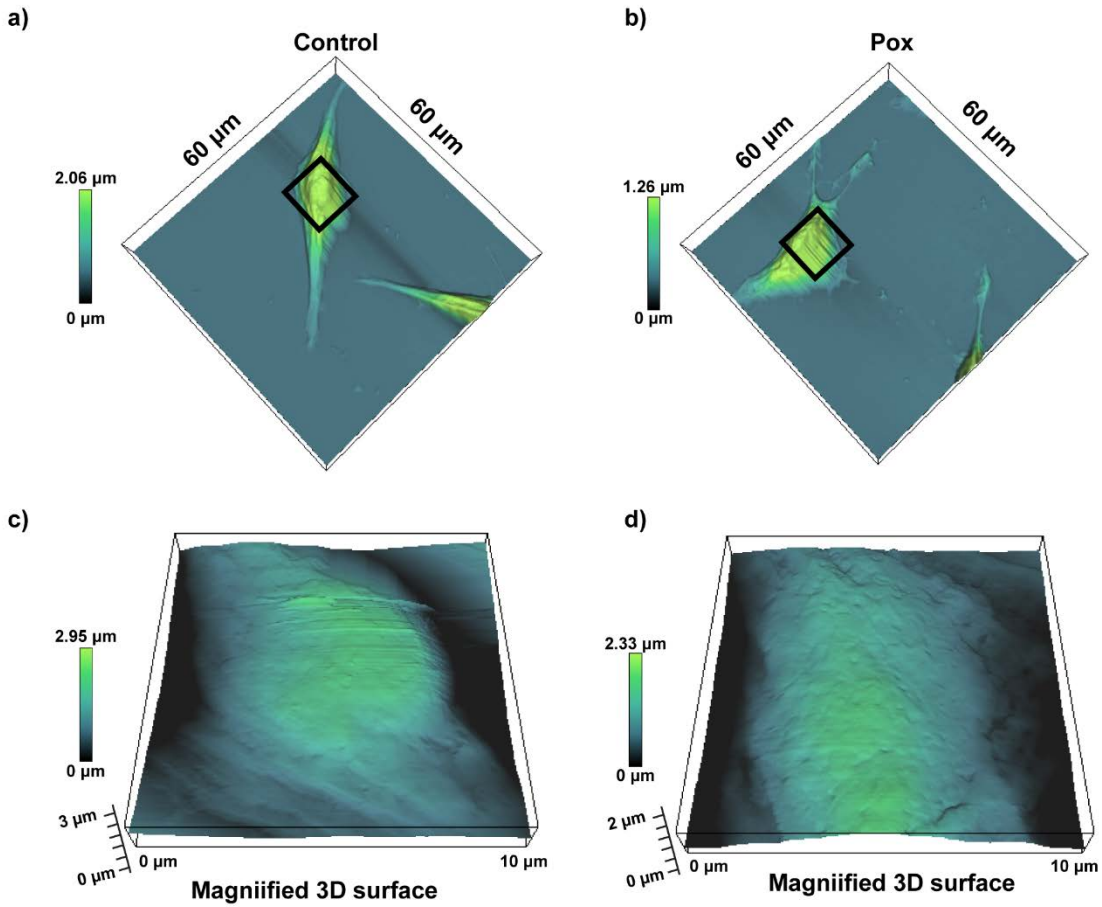 a)
Control
60 µm
60 µm
2.06 µm
0 µm
b)
Pox
60 µm
60 µm
1.26 µm
0 µm
c)
2.95 µm
0 µm
3 µm
0 µm
0 µm
10 µm
Magniified 3D surface
d)
2.33 µm
0 µm
2 µm
0 µm
0 µm
10 µm
Magniified 3D surface